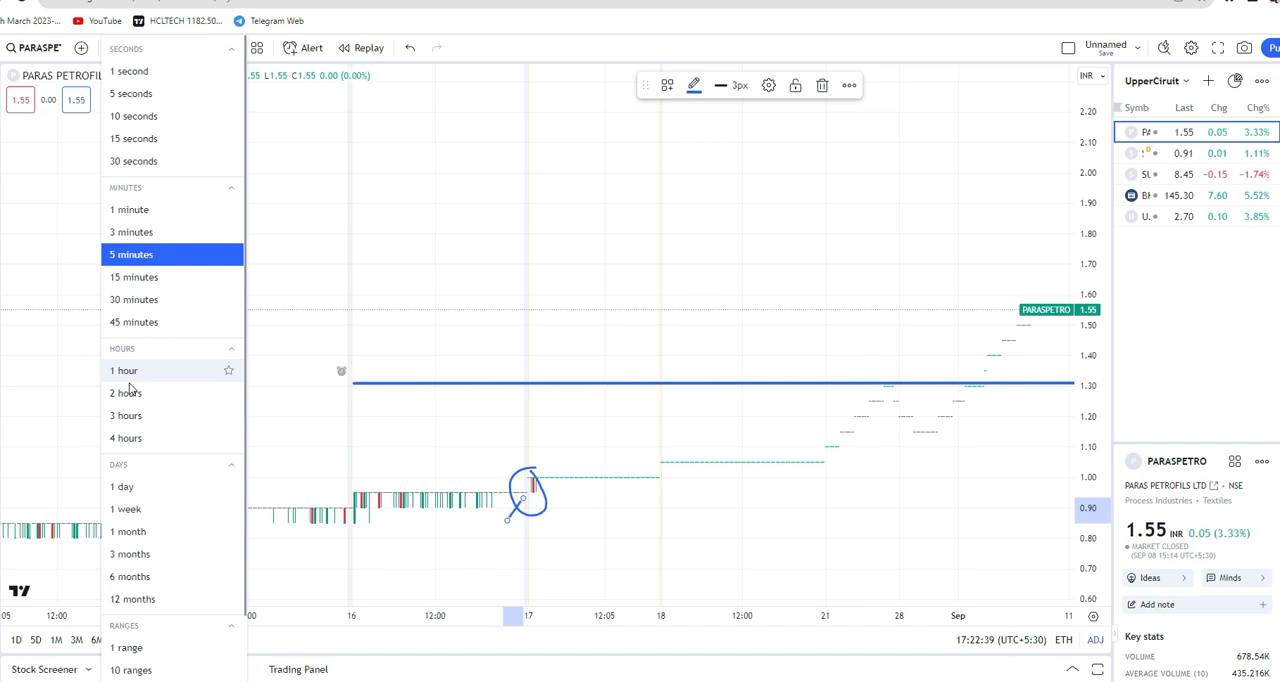 h March 2023-... YouTube HCLTECH 1182.50... Telegram Web
PARASPE Alert Replay Unnamed Save Pu
SECONDS
1 second
5 seconds
10 seconds
15 seconds
30 seconds
MINUTES
1 minute
3 minutes
5 minutes
15 minutes
30 minutes
45 minutes
HOURS
1 hour
2 hours
3 hours
4 hours
DAYS
1 day
1 week
1 month
3 months
6 months
12 months
RANGES
1 range
10 ranges
PARAS PETROFIL
.55 L1.55 C1.55 0.00 (0.00%)
1.55 0.00 1.55
3px
INR
2.20
2.10
2.00
1.90
1.80
1.70
1.60
PARASPETRO 1.55
1.50
1.40
1.30
1.20
1.10
1.00
0.90
0.80
0.70
0.60
:05 12:00 :00 16 12:00 17 12:05 18 12:00 21 28 Sep 11
1D 5D 1M 3M 6M
17:22:39 (UTC+5:30) ETH ADJ
Stock Screener Trading Panel
UpperCiruit
Symb Last Chg Chg%
PA 1.55 0.05 3.33%
0.91 0.01 1.11%
SU 8.45 −0.15 −1.74%
BH 145.30 7.60 5.52%
U. 2.70 0.10 3.85%
PARASPETRO
PARAS PETROFILS LTD • NSE
Process Industries • Textiles
1.55 INR 0.05 (3.33%)
MARKET CLOSED
(SEP 08 15:14 UTC+5:30)
Ideas Minds
Add note
Key stats
VOLUME 678.54K
AVERAGE VOLUME (10) 435.216K